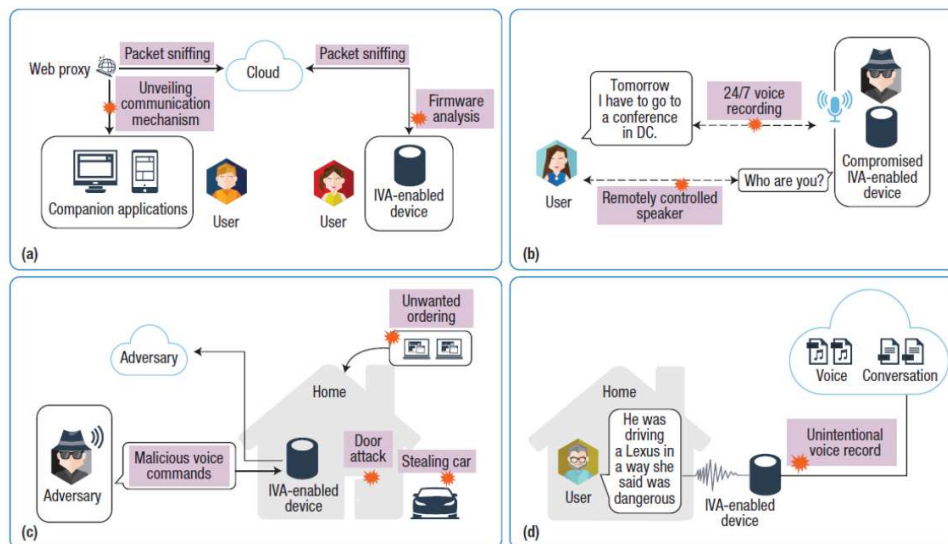 Packet sniffing
Packet sniffing
Web proxy
Cloud
Unveiling
communication
mechanism
Firmware
analysis
Companion applications
User
User
IVA-enabled
device
(a)
Tomorrow
I have to go to
a conference
in DC.
24/7 voice
recording
User
Who are you?
Compromised
IVA-enabled
device
Remotely controlled
speaker
(b)
Unwanted
ordering
Adversary
Home
Malicious voice
commands
Door
attack
Stealing car
Adversary
IVA-enabled
device
(c)
Voice
Conversation
Home
He was
driving
a Lexus in
a way she
said was
dangerous
Unintentional
voice record
User
IVA-enabled
device
(d)